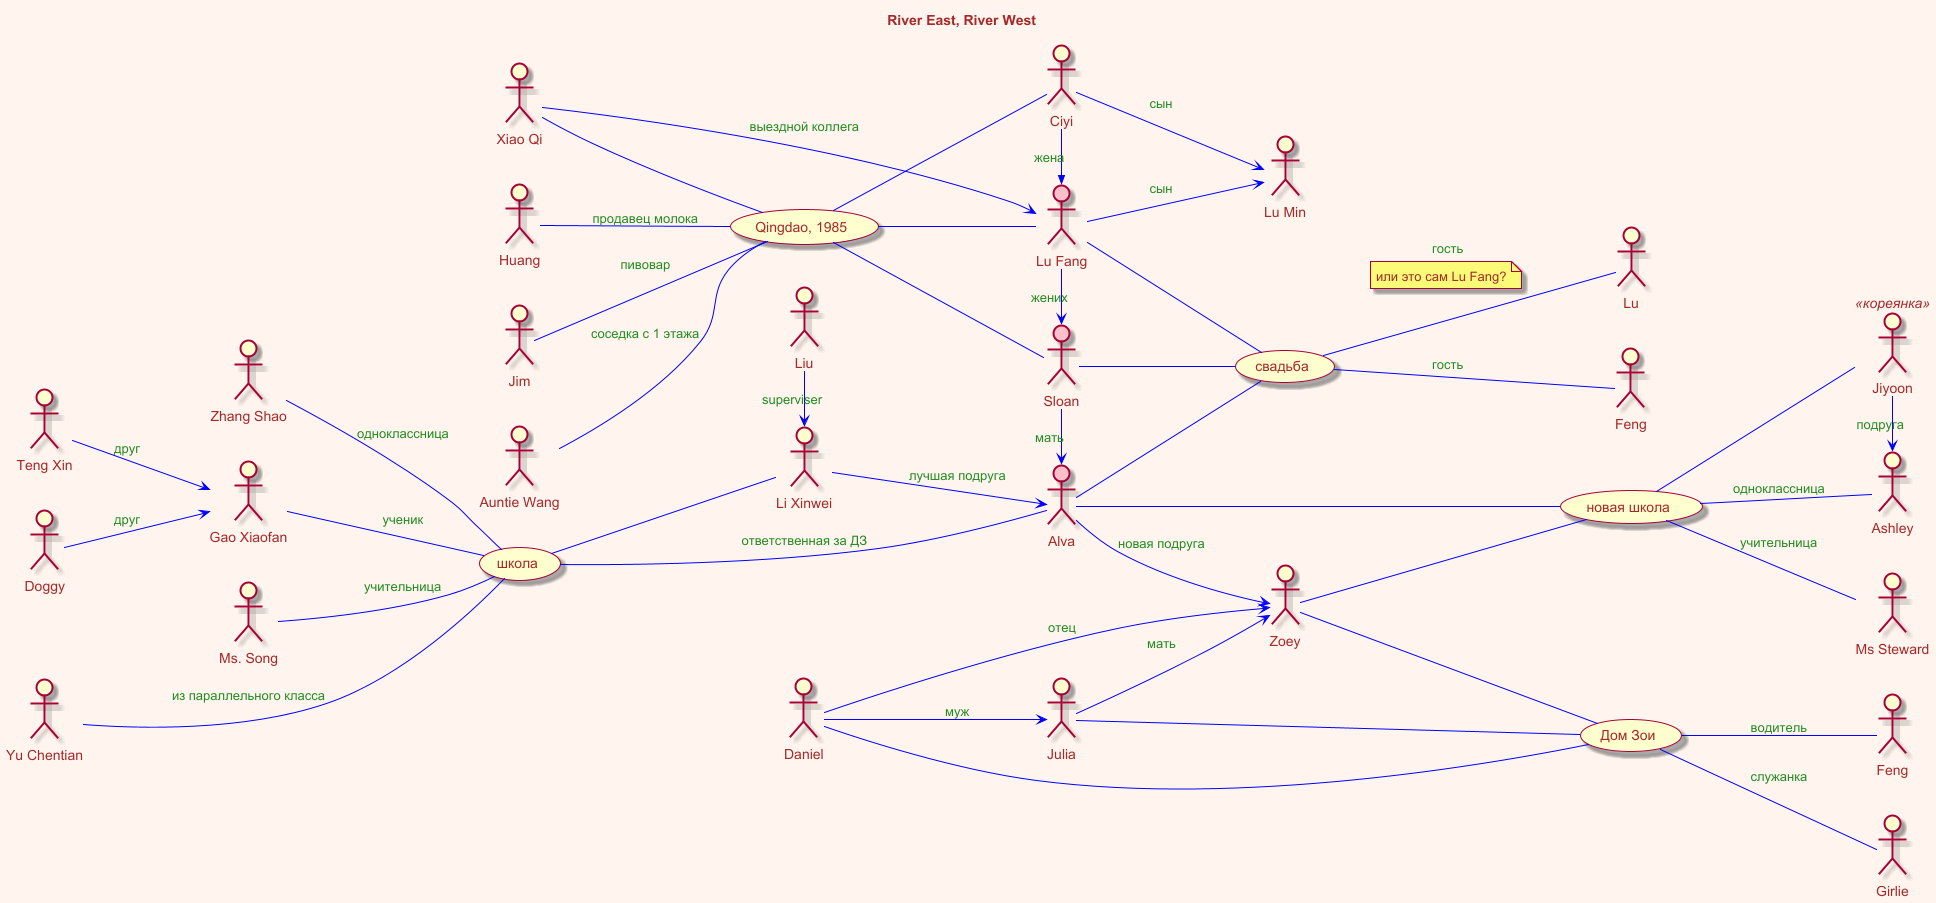 River East, River West
Ciyi
сын
Xiao Qi
выездной коллега
жена
сын
Lu Min
Huang
продавец молока
Qingdao, 1985
Lu Fang
гость
или это сам Lu Fang?
Lu
пивовар
жених
«кореянка»
соседка с 1 этажа
Liu
Jim
свадьба
гость
Jiyoon
superviser
Sloan
Zhang Shao
одноклассница
мать
Feng
подруга
Teng Xin
друг
Auntie Wang
Li Xinwei
лучшая подруга
одноклассница
новая школа
Ashley
Gao Xiaofan
ученик
друг
ответственная за ДЗ
Alva
новая подруга
учительница
школа
Doggy
учительница
Ms. Song
отец
мать
Zoey
Ms Steward
из параллельного класса
муж
Yu Chentian
Daniel
Julia
Дом Зои
водитель
Feng
служанка
Girlie